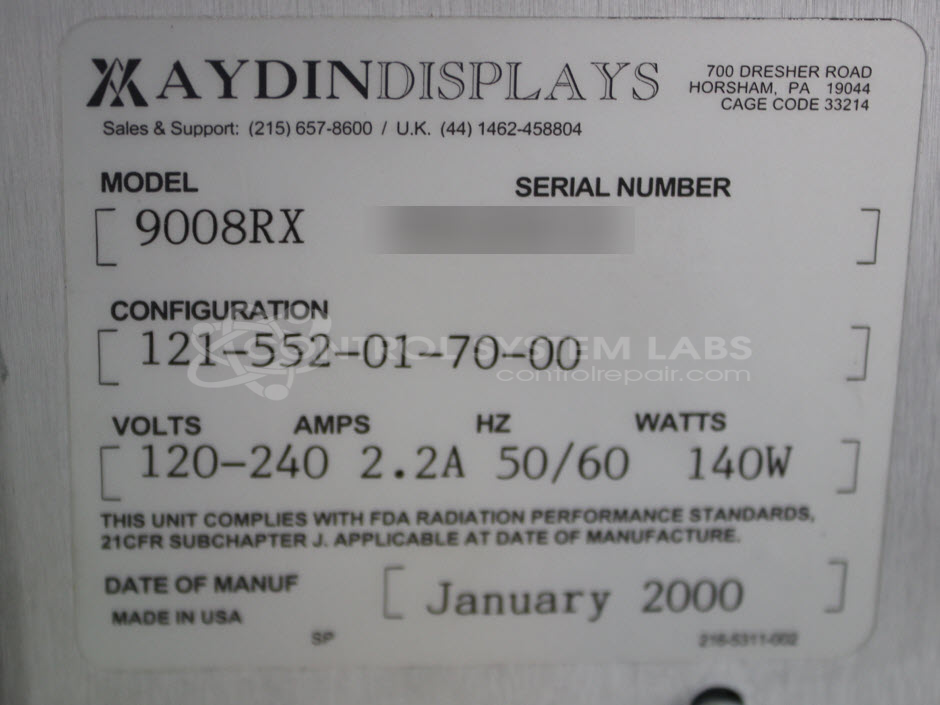 AYDINDISPLAYS
700 DRESHER ROAD
HORSHAM, PA 19044
CAGE CODE 33214
Sales & Support: (215) 657-8600 / U.K. (44) 1462-458804
MODEL SERIAL NUMBER
9008RX
CONFIGURATION
121-552-01-70-00
CONTROL SYSTEM LABS
controlrepair.com
VOLTS AMPS HZ WATTS
120-240 2.2A 50/60 140W
THIS UNIT COMPLIES WITH FDA RADIATION PERFORMANCE STANDARDS,
21CFR SUBCHAPTER J. APPLICABLE AT DATE OF MANUFACTURE.
DATE OF MANUF January 2000
MADE IN USA
SP 216-5311-002